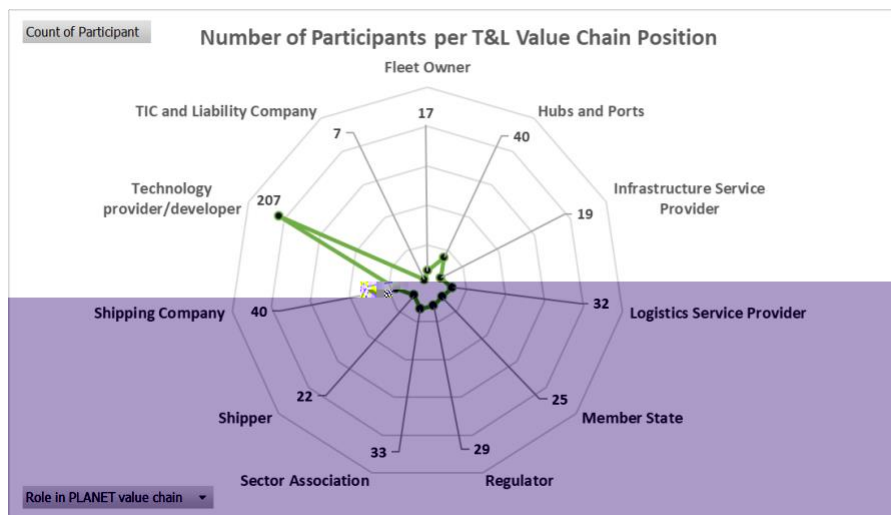 Count of Participant
Number of Participants per T&L Value Chain Position
Fleet Owner
TIC and Liability Company
17
Hubs and Ports
7
40
Technology
provider/developer
207
Infrastructure Service
Provider
19
Shipping Company
40
32
Logistics Service Provider
22
25
Shipper
Member State
33
29
Sector Association
Regulator
Role in PLANET value chain